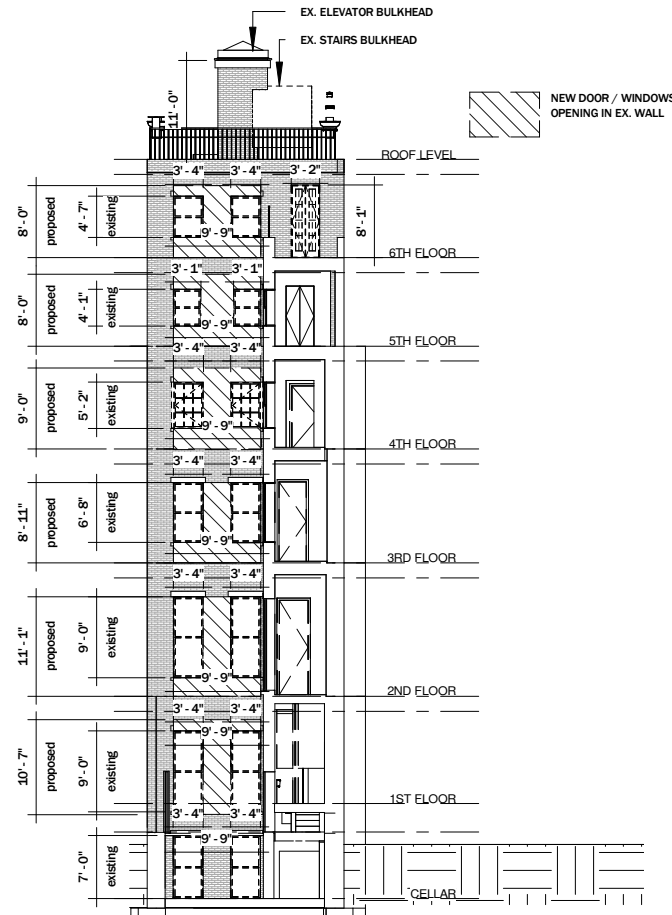 EX. ELEVATOR BULKHEAD
EX. STAIRS BULKHEAD
NEW DOOR / WINDOWS
OPENING IN EX. WALL
11'- 0"
ROOF LEVEL
3' - 4" 3' - 4" 3' - 2"
8' - 0" proposed 4' - 7" existing 9' - 9" 8' - 1"
6TH FLOOR
3' - 1" 3' - 1"
8' - 0" proposed 4' - 1" existing 9' - 9"
5TH FLOOR
3' - 4" 3' - 4"
9' - 0" proposed 5' - 2" existing 9' - 9"
4TH FLOOR
3' - 4" 3' - 4"
8' - 11" proposed 6' - 8" existing 9' - 9"
3RD FLOOR
3' - 4" 3' - 4"
11' - 1" proposed 9' - 0" existing 9' - 9"
2ND FLOOR
3' - 4" 3' - 4"
10' - 7" proposed 9' - 0" existing 9' - 9"
1ST FLOOR
3' - 4" 3' - 4"
7' - 0" existing 9' - 9"
CELLAR